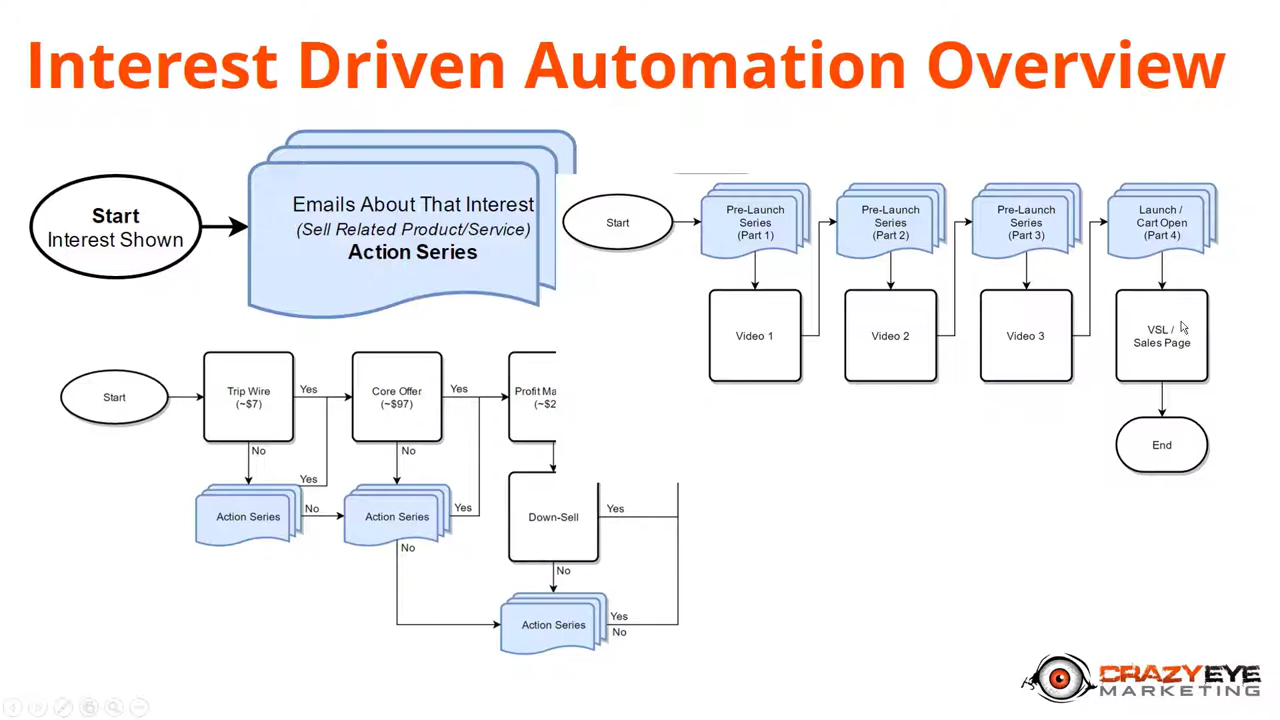 Interest Driven Automation Overview
Start
Interest Shown
Emails About That Interest
(Sell Related Product/Service)
Action Series
Start
Pre-Launch
Series
(Part 1)
Pre-Launch
Series
(Part 2)
Pre-Launch
Series
(Part 3)
Launch /
Cart Open
(Part 4)
Video 1
Video 2
Video 3
VSL /
Sales Page
End
Start
Trip Wire
(~$7)
Yes
Core Offer
(~$97)
Yes
Profit Ma
(~$2
No
No
Yes
Action Series
No
Action Series
Yes
No
Down-Sell
Yes
No
Action Series
Yes
No
CRAZYEYE
MARKETING